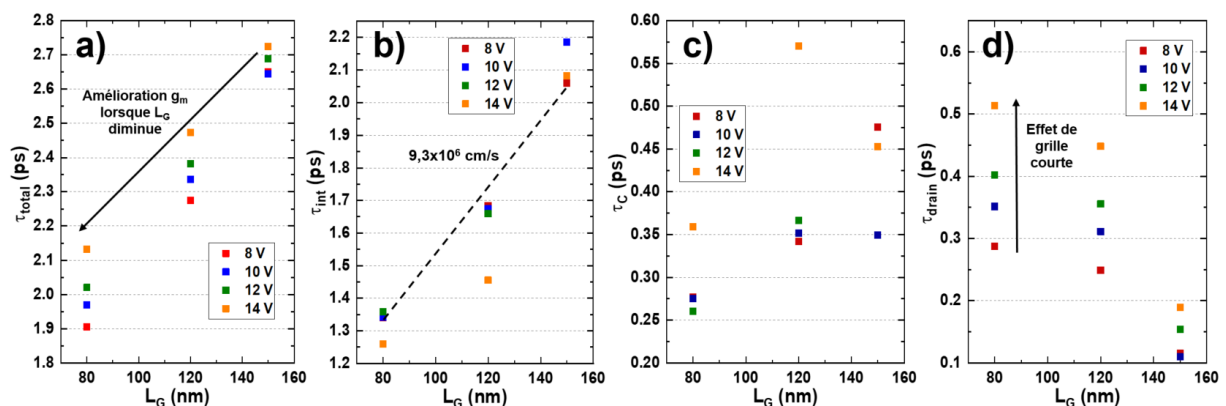 a)
τtotal (ps)
2.8
2.7
2.6
2.5
2.4
2.3
2.2
2.1
2.0
1.9
1.8
Amélioration gm
lorsque LG
diminue
8 V
10 V
12 V
14 V
60 80 100 120 140 160
LG (nm)
b)
τint (ps)
2.2
2.1
2.0
1.9
1.8
1.7
1.6
1.5
1.4
1.3
1.2
8 V
10 V
12 V
14 V
9,3x10⁶ cm/s
60 80 100 120 140 160
LG (nm)
c)
τC (ps)
0.60
0.55
0.50
0.45
0.40
0.35
0.30
0.25
0.20
8 V
10 V
12 V
14 V
60 80 100 120 140 160
LG (nm)
d)
τdrain (ps)
0.6
0.5
0.4
0.3
0.2
0.1
8 V
10 V
12 V
14 V
Effet de
grille
courte
60 80 100 120 140 160
LG (nm)